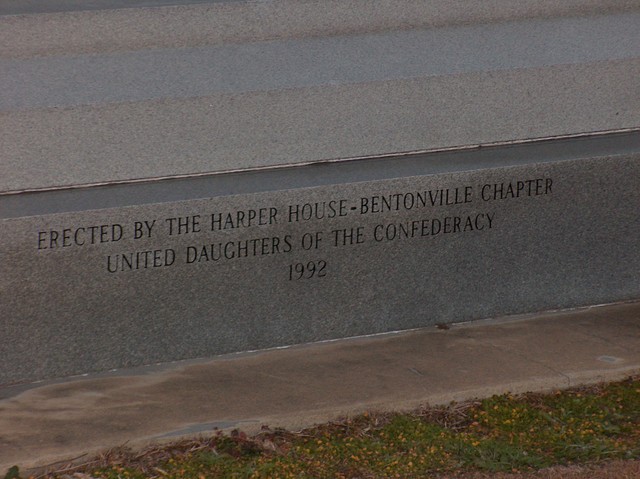 ERECTED BY THE HARPER HOUSE-BENTONVILLE CHAPTER
UNITED DAUGHTERS OF THE CONFEDERACY
1992